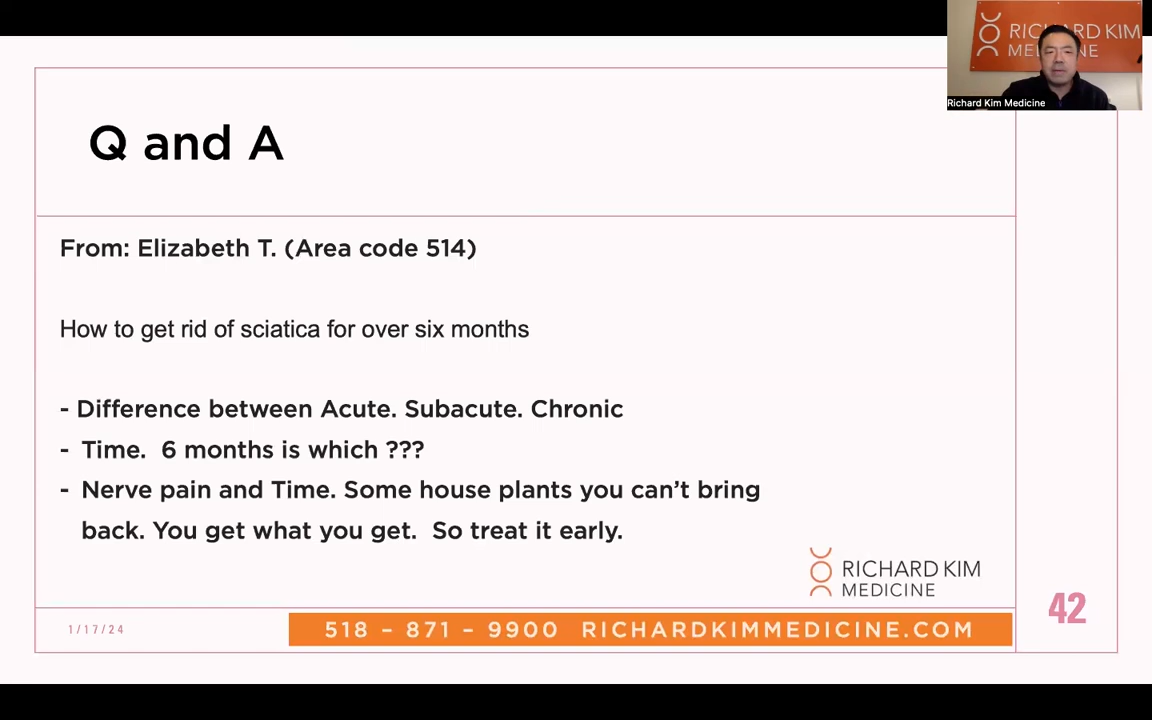 RICHARD KIM
MEDICINE
Richard Kim Medicine
Q and A
From: Elizabeth T. (Area code 514)
How to get rid of sciatica for over six months
- Difference between Acute. Subacute. Chronic
- Time. 6 months is which ???
- Nerve pain and Time. Some house plants you can't bring
back. You get what you get. So treat it early.
RICHARD KIM
MEDICINE
42
1/17/24
518 – 871 – 9900 RICHARDKIMMEDICINE.COM